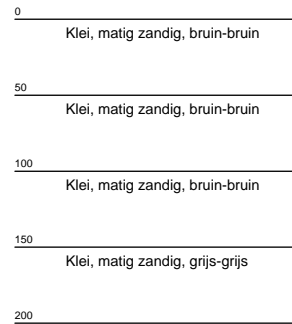 0
Klei, matig zandig, bruin-bruin
50
Klei, matig zandig, bruin-bruin
100
Klei, matig zandig, bruin-bruin
150
Klei, matig zandig, grijs-grijs
200